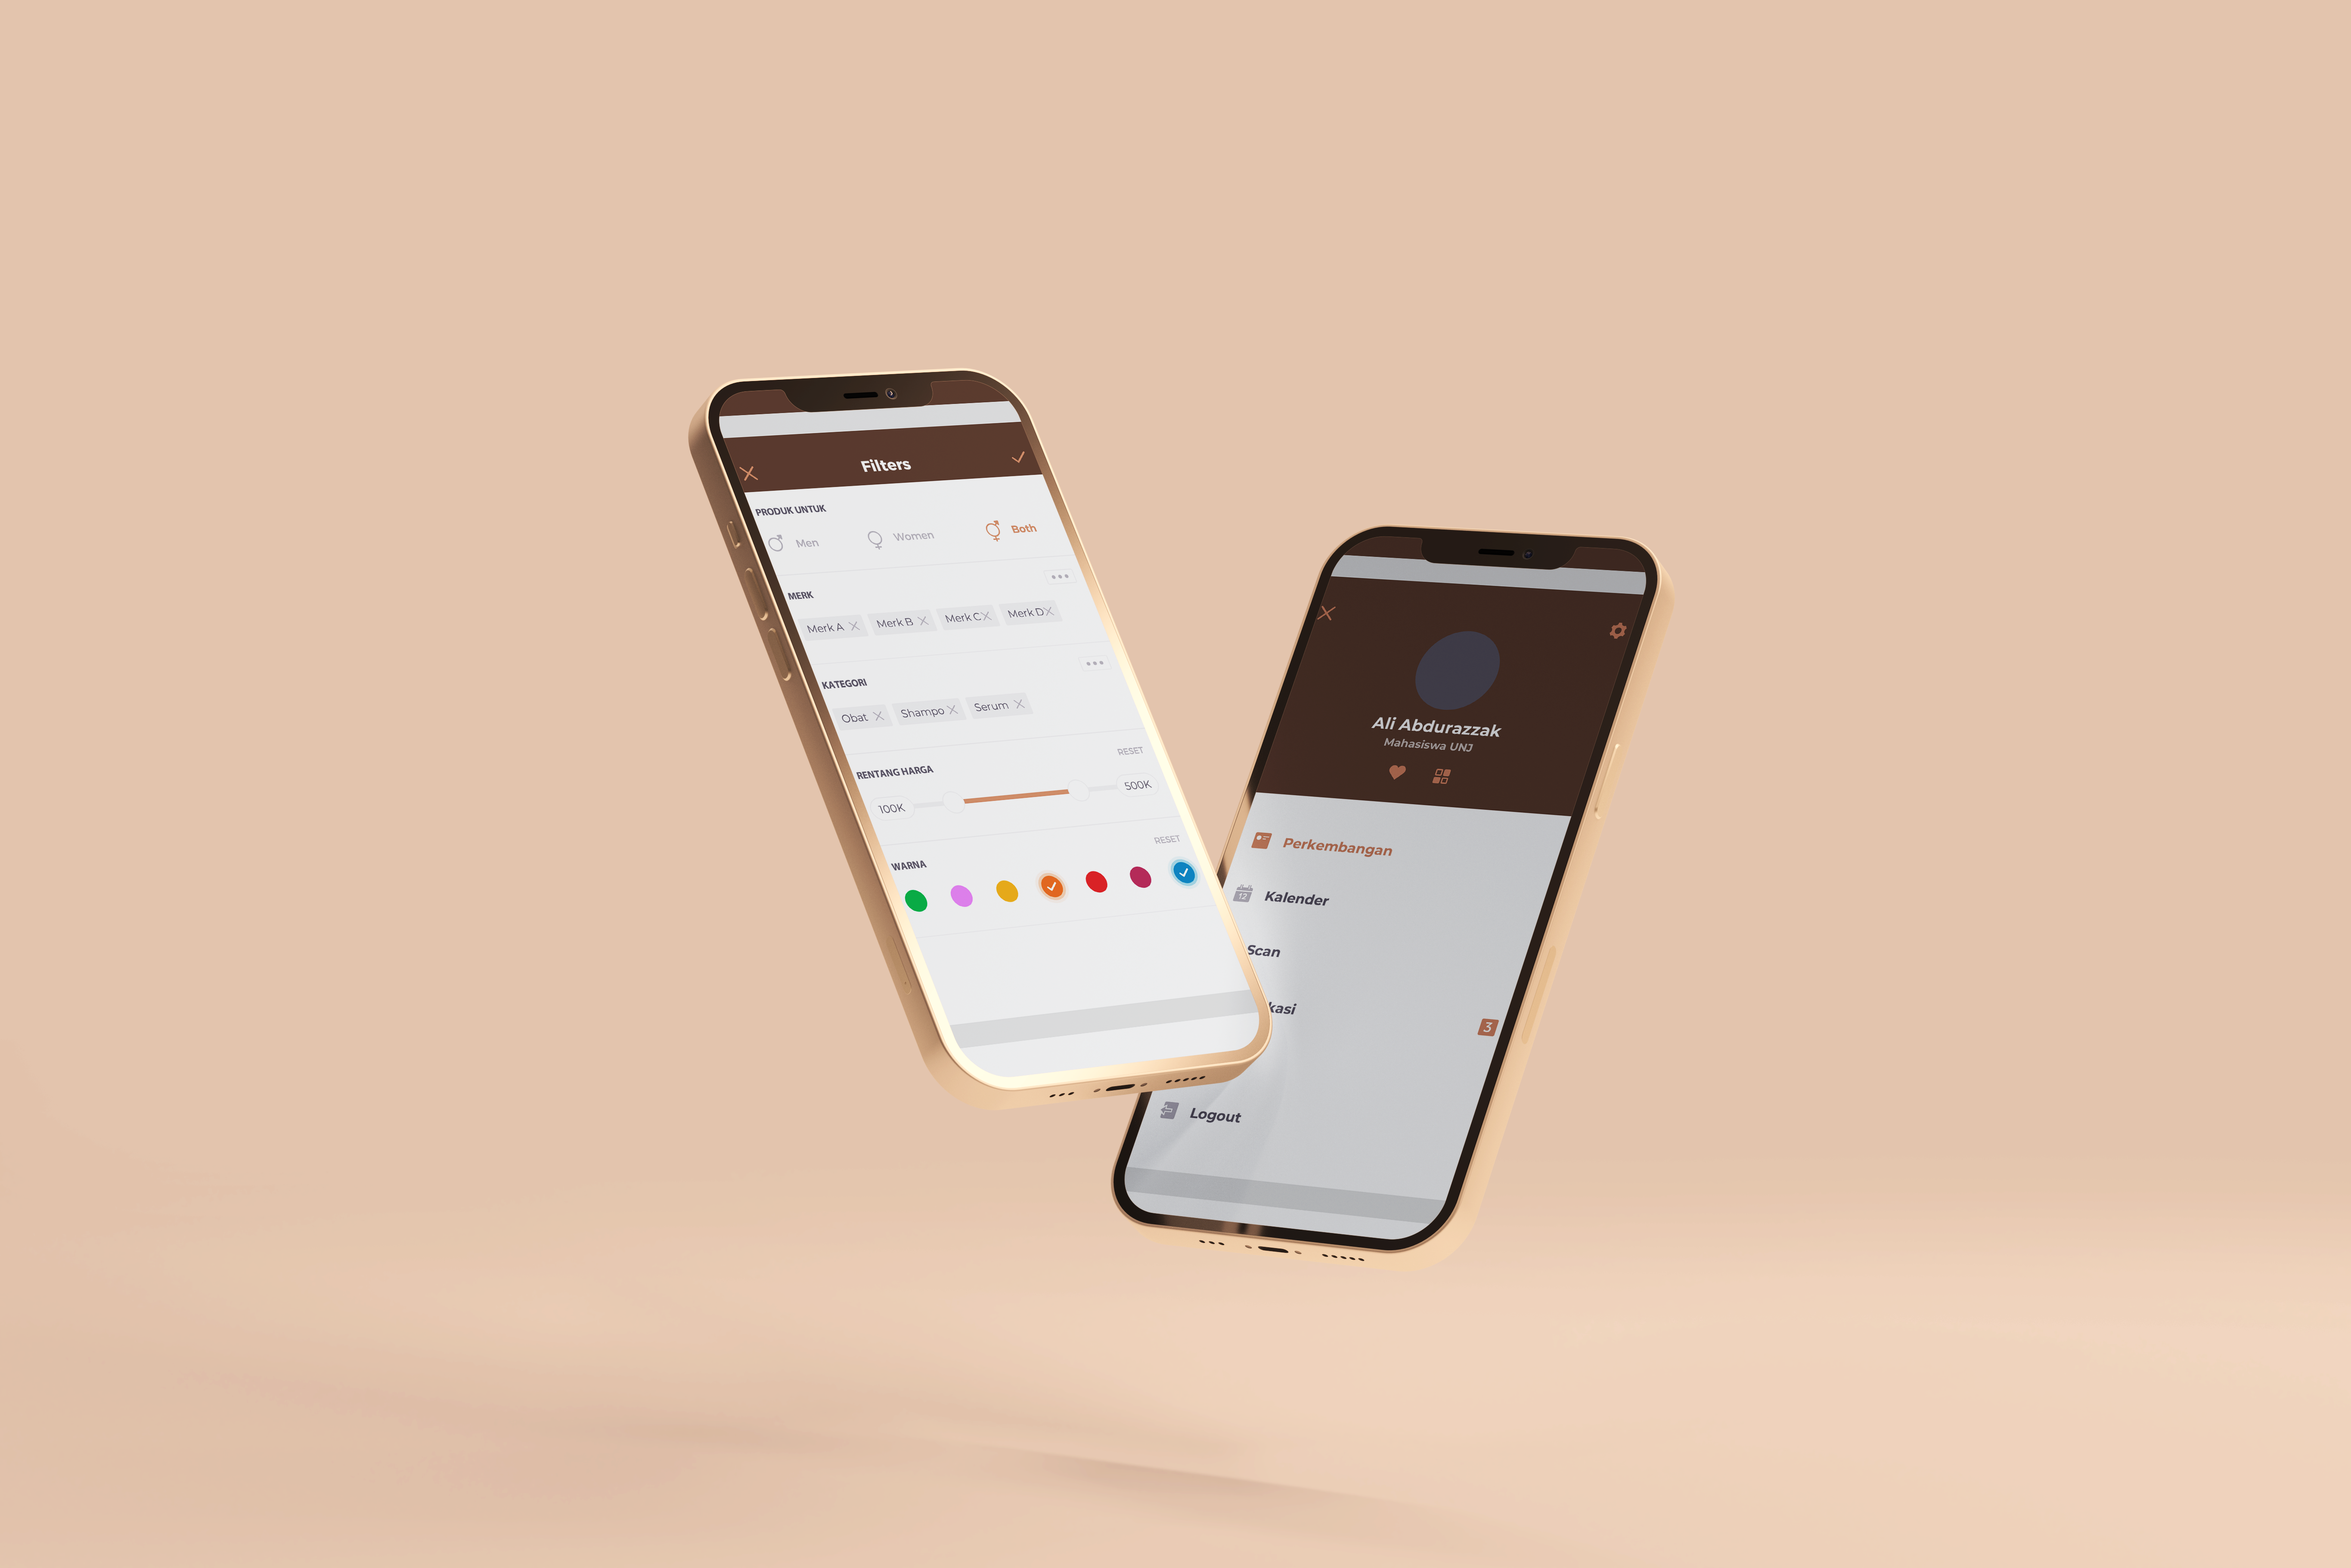 Filters
PRODUK UNTUK
Men Women Both
MERK
Merk A Merk B Merk C Merk D
KATEGORI
Obat Shampo Serum
RENTANG HARGA RESET
100K 500K
WARNA RESET
Ali Abdurazzak
Mahasiswa UNJ
Perkembangan
12 Kalender
Scan
kasi 3
Logout